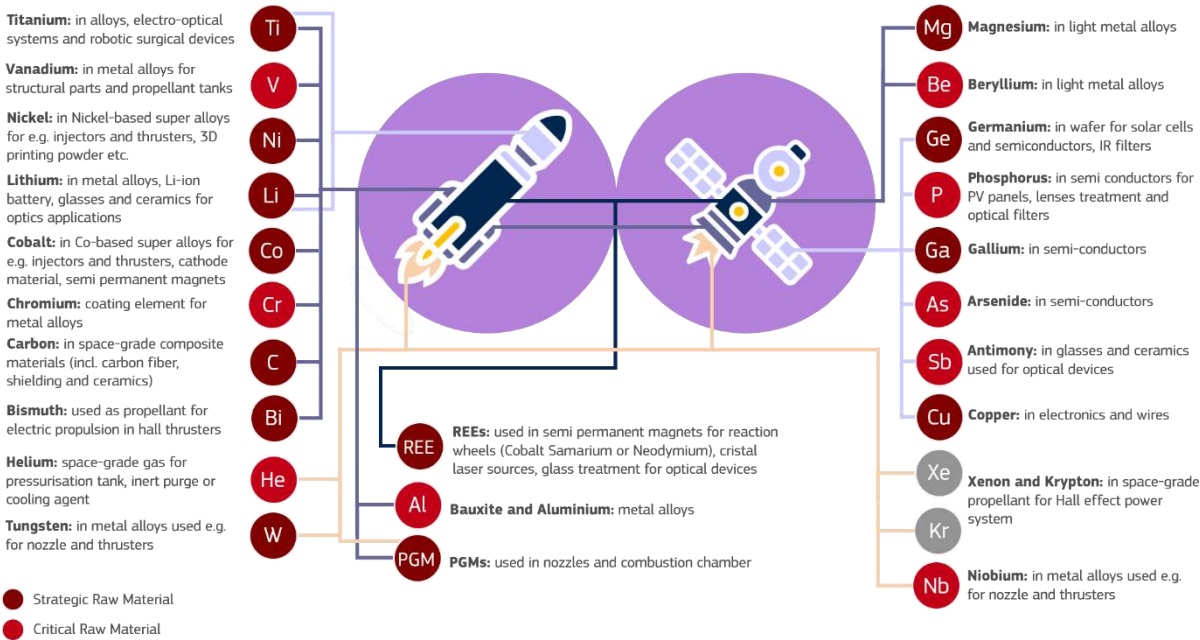 Ti
Titanium: in alloys, electro-optical
systems and robotic surgical devices
V
Vanadium: in metal alloys for
structural parts and propellant tanks
Ni
Nickel: in Nickel-based super alloys
for e.g. injectors and thrusters, 3D
printing powder etc.
Li
Lithium: in metal alloys, Li-ion
battery, glasses and ceramics for
optics applications
Co
Cobalt: in Co-based super alloys for
e.g. injectors and thrusters, cathode
material, semi permanent magnets
Cr
Chromium: coating element for
metal alloys
C
Carbon: in space-grade composite
materials (incl. carbon fiber,
shielding and ceramics)
Bi
Bismuth: used as propellant for
electric propulsion in hall thrusters
He
Helium: space-grade gas for
pressurisation tank, inert purge or
cooling agent
W
Tungsten: in metal alloys used e.g.
for nozzle and thrusters
Strategic Raw Material
Critical Raw Material
REE
REEs: used in semi permanent magnets for reaction
wheels (Cobalt Samarium or Neodymium), cristal
laser sources, glass treatment for optical devices
Al
Bauxite and Aluminium: metal alloys
PGM
PGMs: used in nozzles and combustion chamber
Mg
Magnesium: in light metal alloys
Be
Beryllium: in light metal alloys
Ge
Germanium: in wafer for solar cells
and semiconductors, IR filters
P
Phosphorus: in semi conductors for
PV panels, lenses treatment and
optical filters
Ga
Gallium: in semi-conductors
As
Arsenide: in semi-conductors
Sb
Antimony: in glasses and ceramics
used for optical devices
Cu
Copper: in electronics and wires
Xe
Kr
Xenon and Krypton: in space-grade
propellant for Hall effect power
system
Nb
Niobium: in metal alloys used e.g.
for nozzle and thrusters